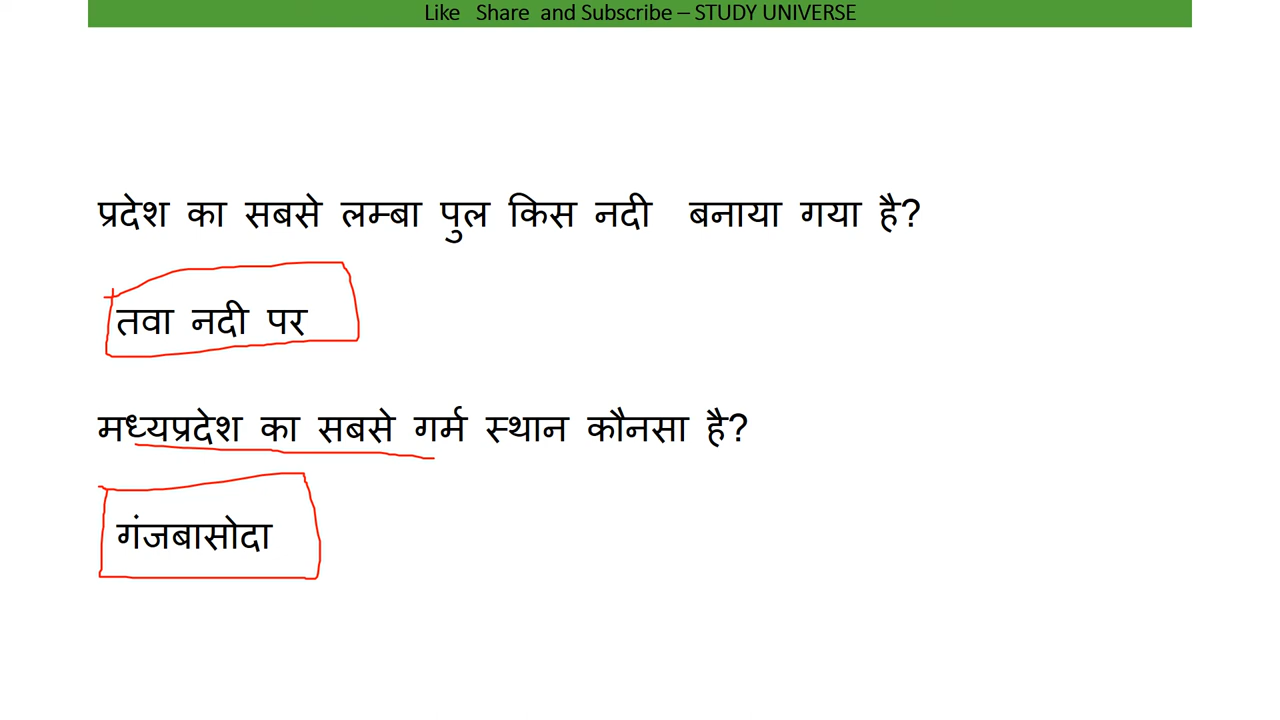 Like Share and Subscribe – STUDY UNIVERSE
प्रदेश का सबसे लम्बा पुल किस नदी बनाया गया है?
तवा नदी पर
मध्यप्रदेश का सबसे गर्म स्थान कौनसा है?
गंजबासोदा